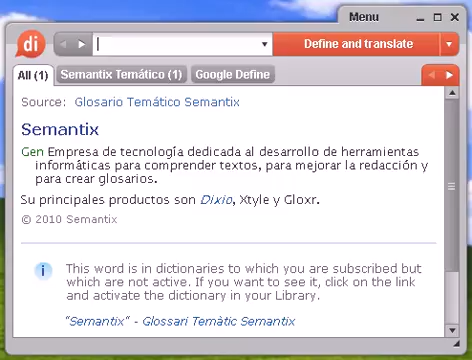 Menu
di
Define and translate
All (1) Semantix Temático (1) Google Define
Source: Glosario Temático Semantix
Semantix
Gen Empresa de tecnología dedicada al desarrollo de herramientas
informáticas para comprender textos, para mejorar la redacción y
para crear glosarios.
Su principales producto son Dixio, Xtyle y Gloxr.
© 2010 Semantix
i
This word is in dictionaries to which you are subscribed but
which are not active. If you want to see it, click on the link
and activate the dictionary in your Library.
"Semantix" - Glossari Temàtic Semantix